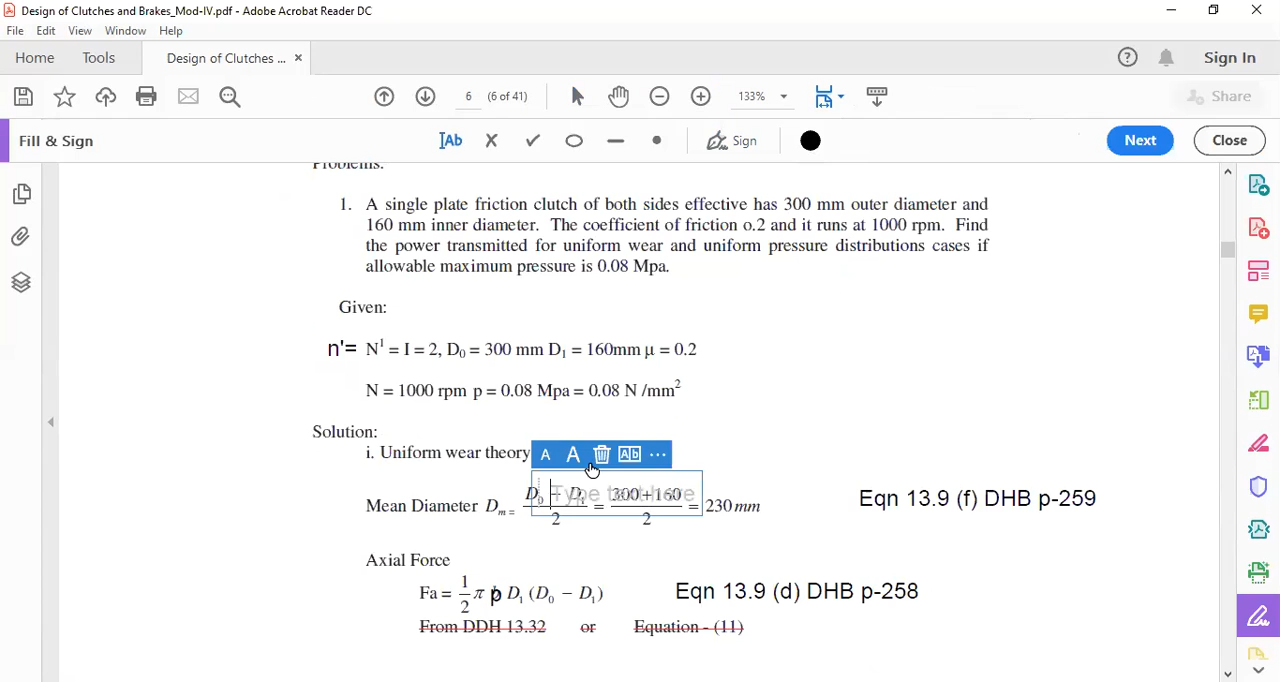 Design of Clutches and Brakes_Mod-IV.pdf - Adobe Acrobat Reader DC
File Edit View Window Help
Home Tools Design of Clutches ... × Sign In
6 (6 of 41) 133% Share
Fill & Sign Ab Sign Next Close
Problems:
1. A single plate friction clutch of both sides effective has 300 mm outer diameter and
160 mm inner diameter. The coefficient of friction o.2 and it runs at 1000 rpm. Find
the power transmitted for uniform wear and uniform pressure distributions cases if
allowable maximum pressure is 0.08 Mpa.
Given:
n'= N¹ = I = 2, D₀ = 300 mm D₁ = 160mm µ = 0.2
N = 1000 rpm p = 0.08 Mpa = 0.08 N /mm²
Solution:
i. Uniform wear theory A A Ab ...
Type text here
Mean Diameter Dₘ₌ D₀ + D₁ / 2 = 300 + 160 / 2 = 230 mm Eqn 13.9 (f) DHB p-259
Axial Force
Fa = 1/2 π p D₁ (D₀ − D₁) Eqn 13.9 (d) DHB p-258
From DDH 13.32 or Equation - (11)